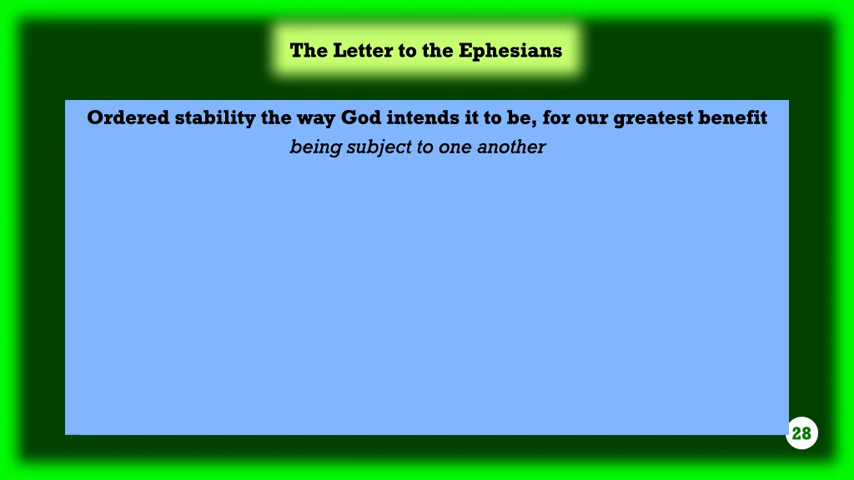 The Letter to the Ephesians
Ordered stability the way God intends it to be, for our greatest benefit
being subject to one another
28